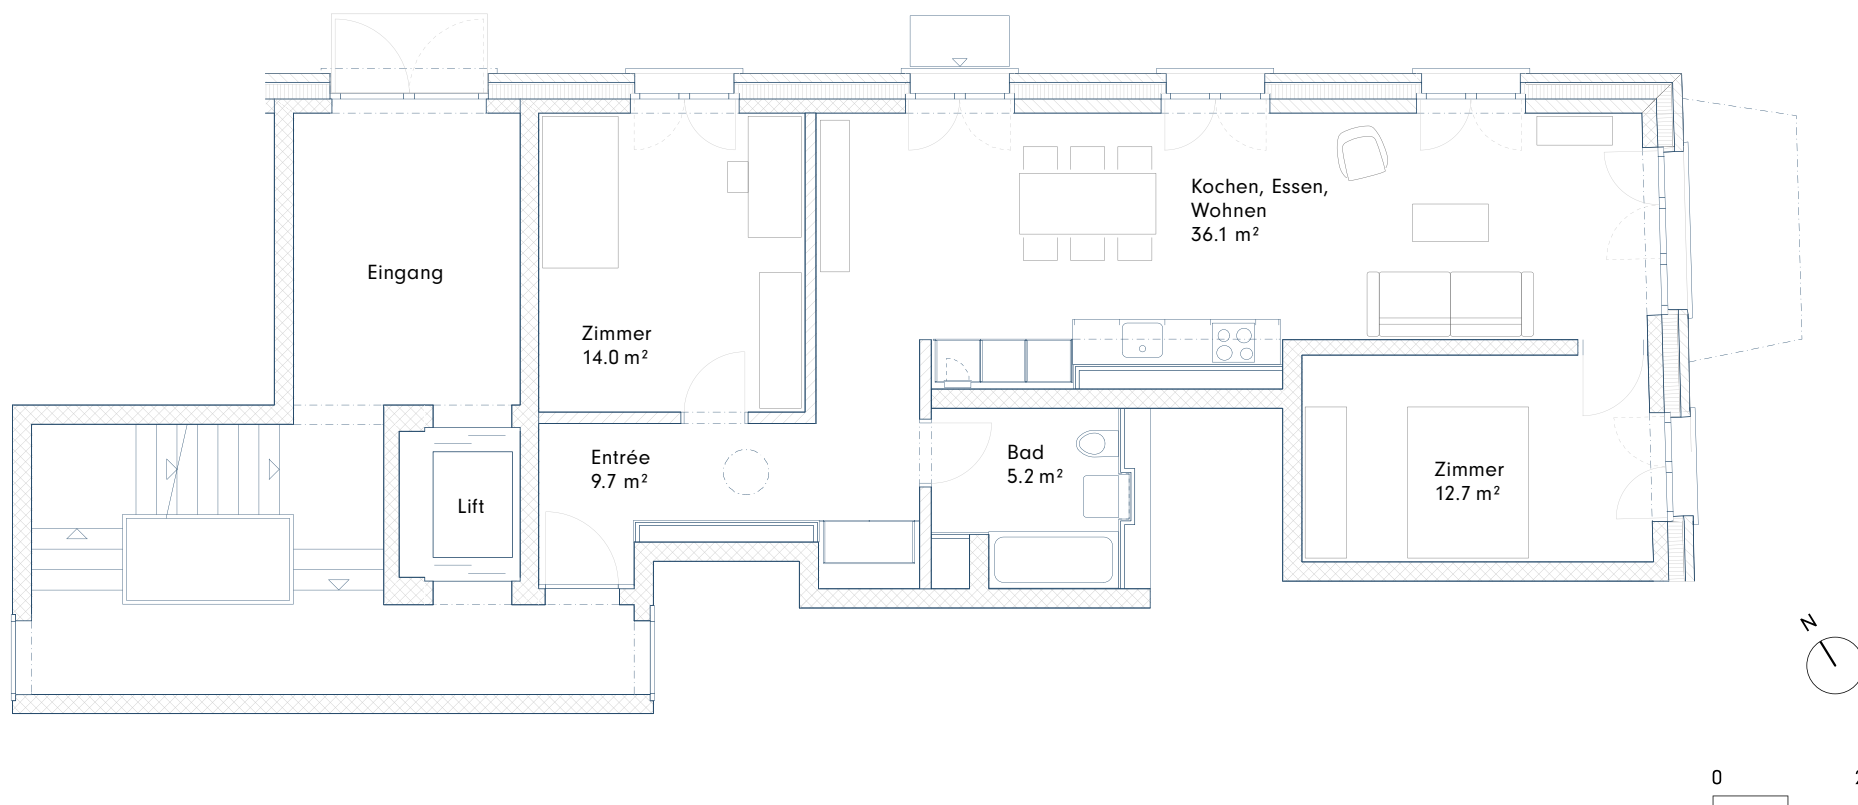 Eingang
Zimmer
14.0 m²
Kochen, Essen,
Wohnen
36.1 m²
Entrée
9.7 m²
Lift
Bad
5.2 m²
Zimmer
12.7 m²
N
0